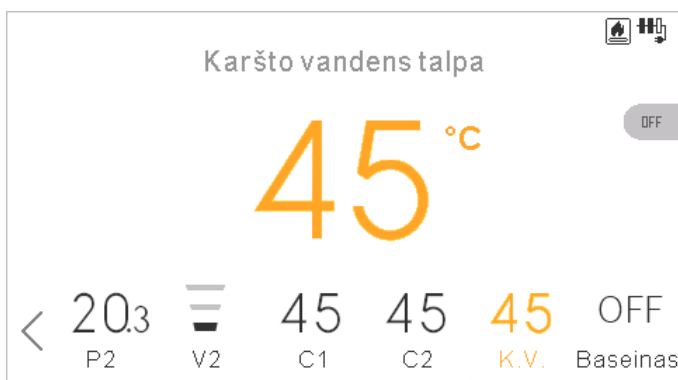 Karšto vandens talpa
45 °C
OFF
20.3 45 45 45 OFF
P2 V2 C1 C2 K.V. Baseinas